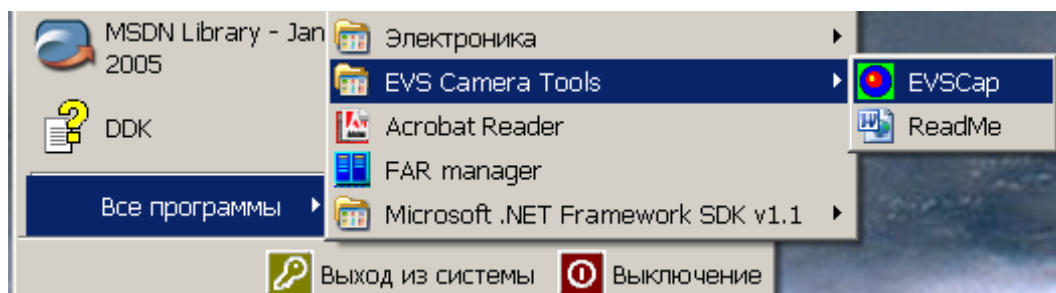 MSDN Library - Jan
2005
DDK
Все программы
Электроника
EVS Camera Tools
Acrobat Reader
FAR manager
Microsoft .NET Framework SDK v1.1
EVSCap
ReadMe
Выход из системы
Выключение